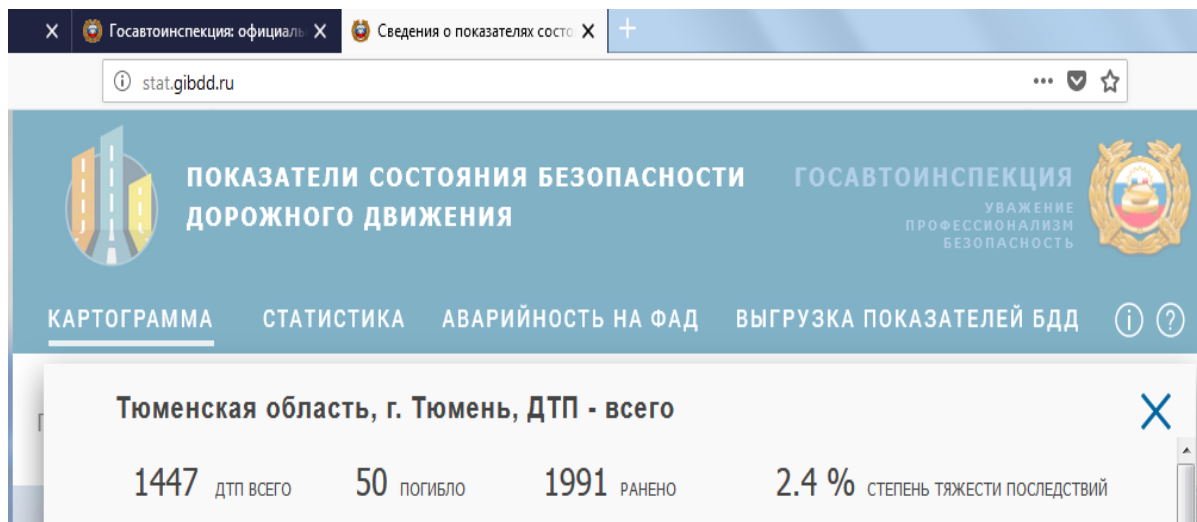 Госавтоинспекция: официаль
Сведения о показателях состо
stat.gibdd.ru
ПОКАЗАТЕЛИ СОСТОЯНИЯ БЕЗОПАСНОСТИ
ДОРОЖНОГО ДВИЖЕНИЯ
ГОСАВТОИНСПЕКЦИЯ
УВАЖЕНИЕ
ПРОФЕССИОНАЛИЗМ
БЕЗОПАСНОСТЬ
КАРТОГРАММА СТАТИСТИКА АВАРИЙНОСТЬ НА ФАД ВЫГРУЗКА ПОКАЗАТЕЛЕЙ БДД
Тюменская область, г. Тюмень, ДТП - всего
1447 ДТП ВСЕГО 50 ПОГИБЛО 1991 РАНЕНО 2.4 % СТЕПЕНЬ ТЯЖЕСТИ ПОСЛЕДСТВИЙ